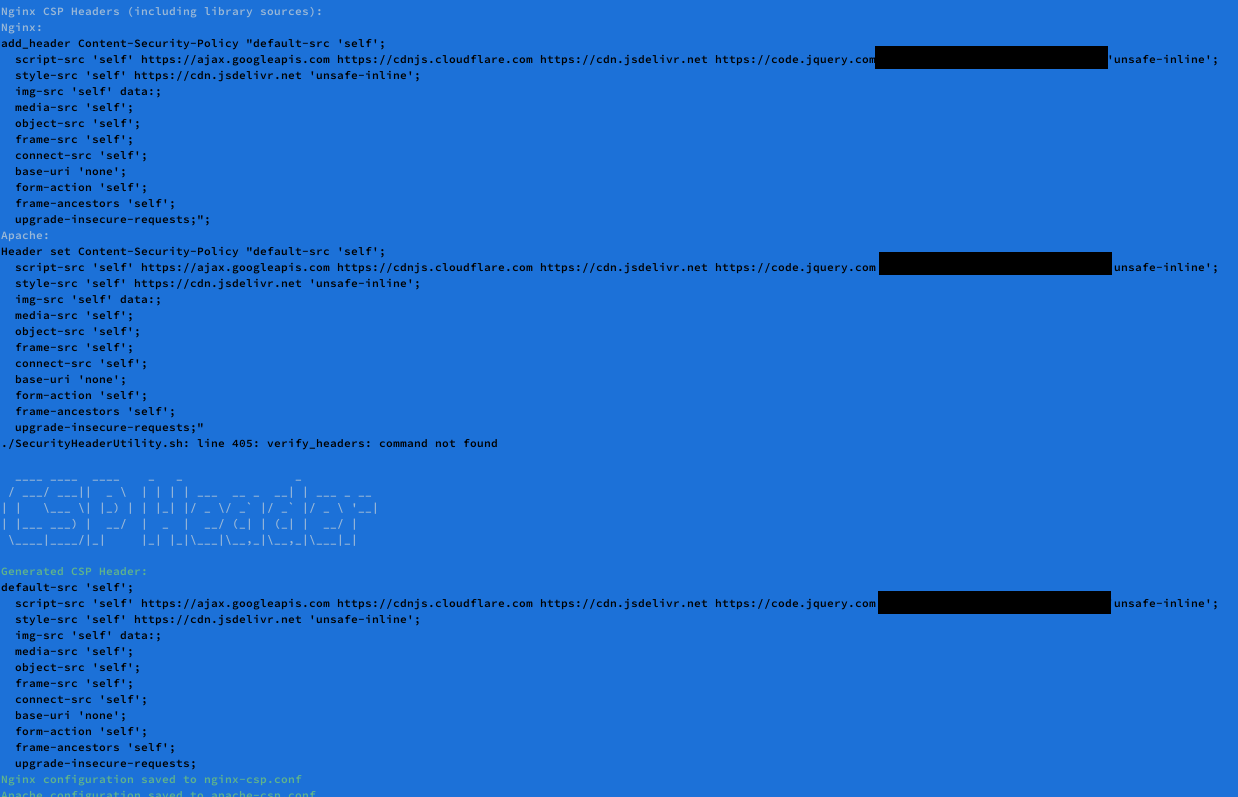 Nginx CSP Headers (including library sources):
Nginx:
add_header Content-Security-Policy "default-src 'self';
  script-src 'self' https://ajax.googleapis.com https://cdnjs.cloudflare.com https://cdn.jsdelivr.net https://code.jquery.com 'unsafe-inline';
  style-src 'self' https://cdn.jsdelivr.net 'unsafe-inline';
  img-src 'self' data:;
  media-src 'self';
  object-src 'self';
  frame-src 'self';
  connect-src 'self';
  base-uri 'none';
  form-action 'self';
  frame-ancestors 'self';
  upgrade-insecure-requests;";
Apache:
Header set Content-Security-Policy "default-src 'self';
  script-src 'self' https://ajax.googleapis.com https://cdnjs.cloudflare.com https://cdn.jsdelivr.net https://code.jquery.com unsafe-inline';
  style-src 'self' https://cdn.jsdelivr.net 'unsafe-inline';
  img-src 'self' data:;
  media-src 'self';
  object-src 'self';
  frame-src 'self';
  connect-src 'self';
  base-uri 'none';
  form-action 'self';
  frame-ancestors 'self';
  upgrade-insecure-requests;"
./SecurityHeaderUtility.sh: line 405: verify_headers: command not found
CSP Header
Generated CSP Header:
default-src 'self';
  script-src 'self' https://ajax.googleapis.com https://cdnjs.cloudflare.com https://cdn.jsdelivr.net https://code.jquery.com unsafe-inline';
  style-src 'self' https://cdn.jsdelivr.net 'unsafe-inline';
  img-src 'self' data:;
  media-src 'self';
  object-src 'self';
  frame-src 'self';
  connect-src 'self';
  base-uri 'none';
  form-action 'self';
  frame-ancestors 'self';
  upgrade-insecure-requests;
Nginx configuration saved to nginx-csp.conf
Apache configuration saved to apache-csp.conf